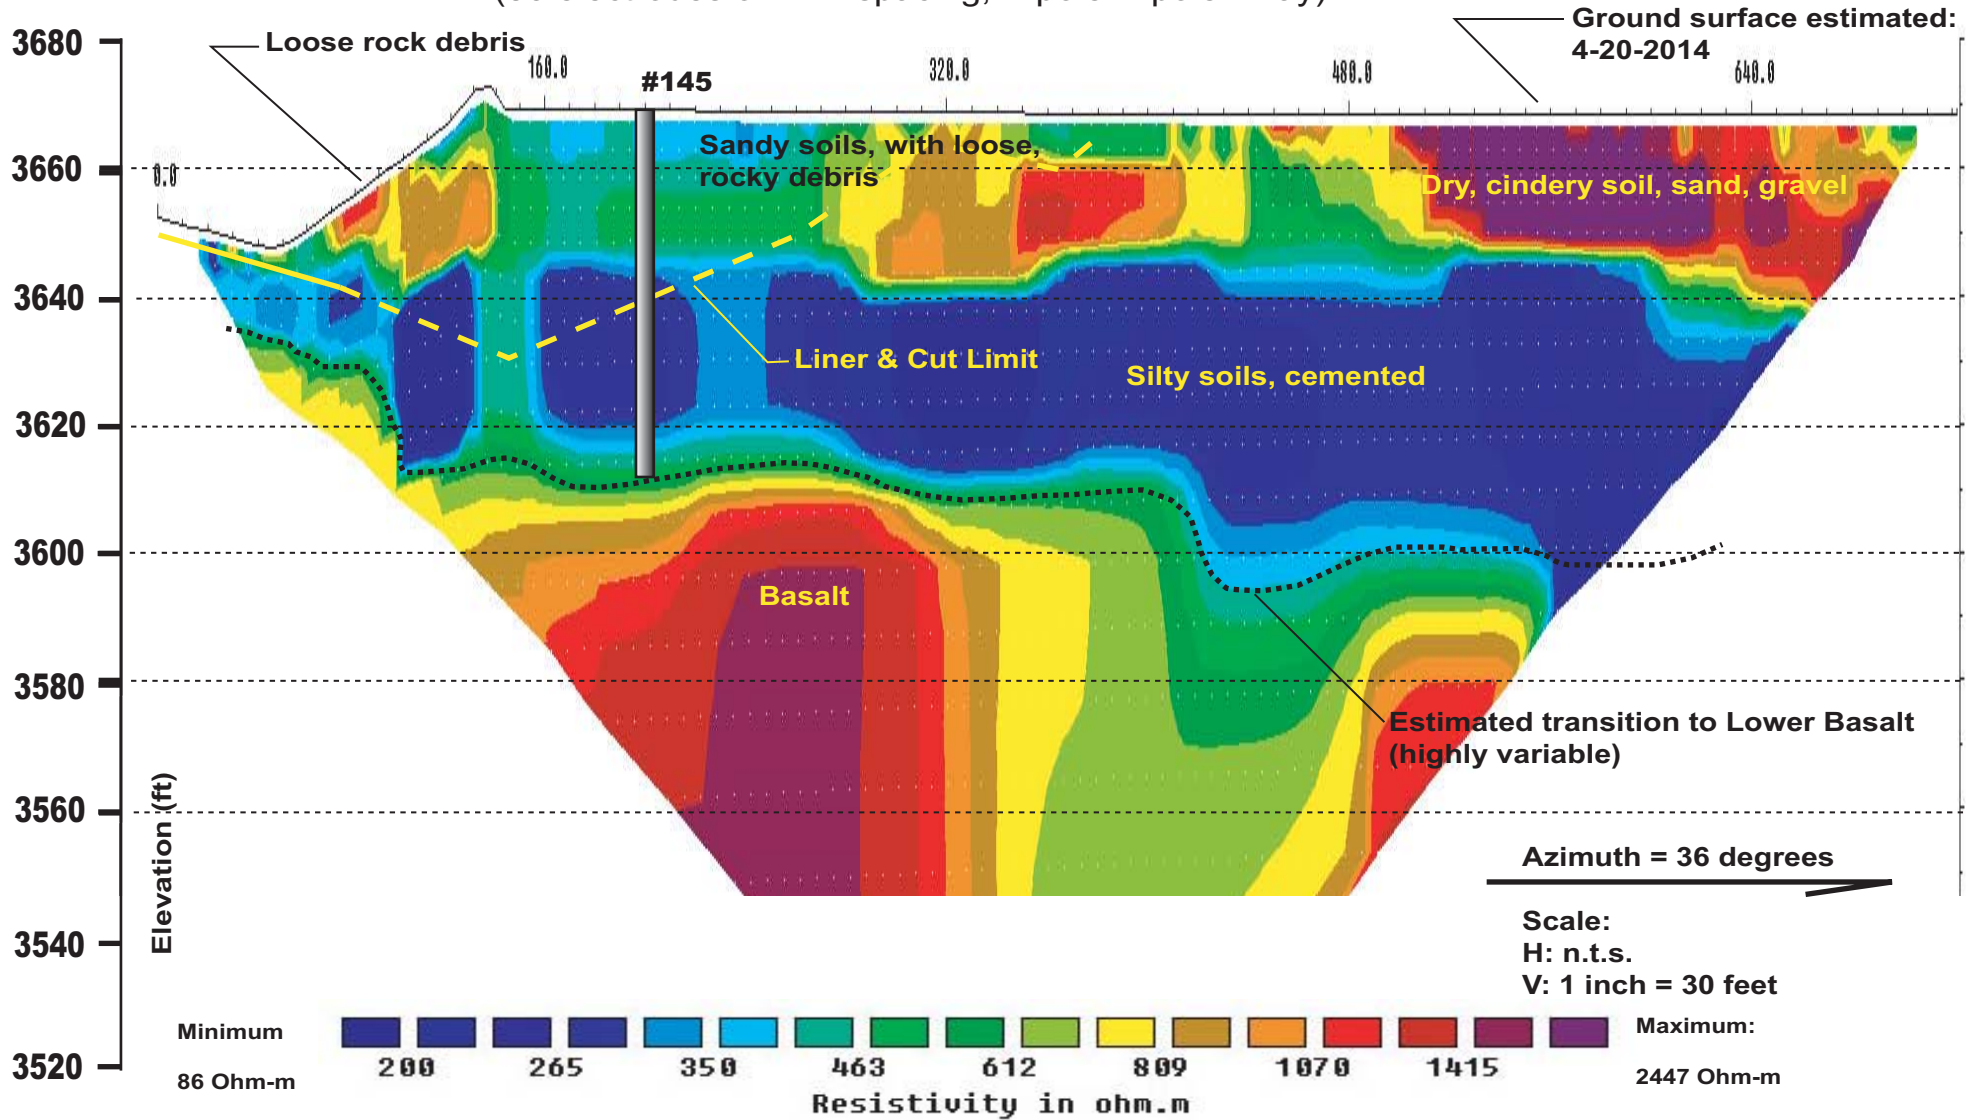 Ground surface estimated:
4-20-2014
Loose rock debris
3680
160.0
#145
320.0
480.0
640.0
Sandy soils, with loose,
rocky debris
3660
0.0
Dry, cindery soil, sand, gravel
3640
Liner & Cut Limit
Silty soils, cemented
3620
3600
Basalt
3580
Estimated transition to Lower Basalt
(highly variable)
3560
Elevation (ft)
Azimuth = 36 degrees
Scale:
H: n.t.s.
V: 1 inch = 30 feet
3540
3520
Minimum
86 Ohm-m
200 265 350 463 612 809 1070 1415
Maximum:
2447 Ohm-m
Resistivity in ohm.m